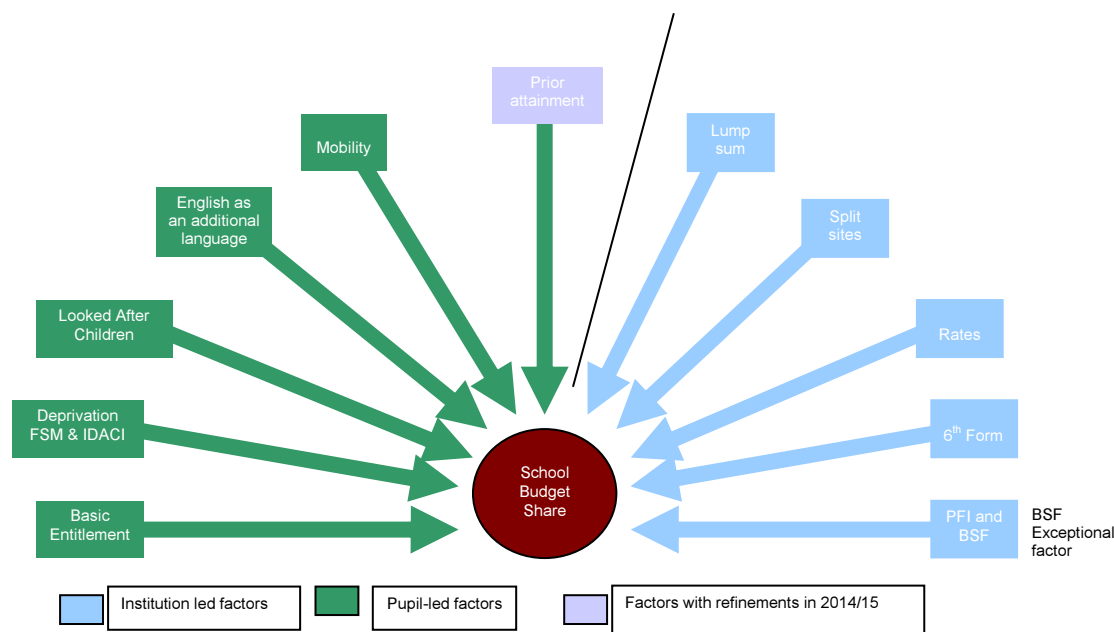 Prior
attainment
Mobility
Lump
sum
English as
an additional
language
Split
sites
Looked After
Children
Rates
Deprivation
FSM & IDACI
6th Form
School
Budget
Share
Basic
Entitlement
PFI and
BSF
BSF
Exceptional
factor
Institution led factors
Pupil-led factors
Factors with refinements in 2014/15